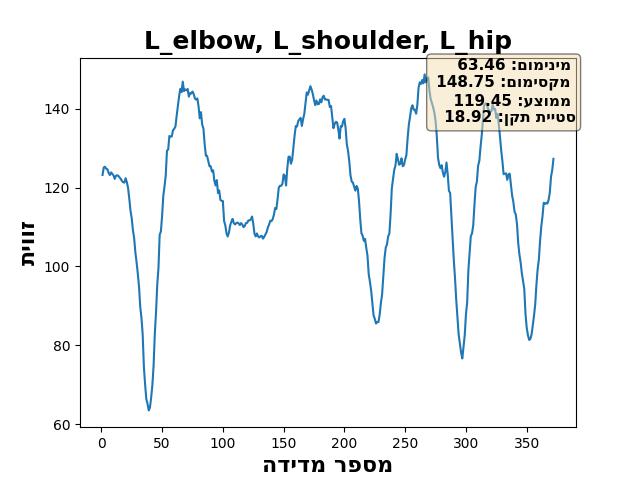 L_elbow, L_shoulder, L_hip
מינימום: 63.46
מקסימום: 148.75
ממוצע: 119.45
סטיית תקן: 18.92
זווית
140
120
100
80
60
0 50 100 150 200 250 300 350
מספר מדידה